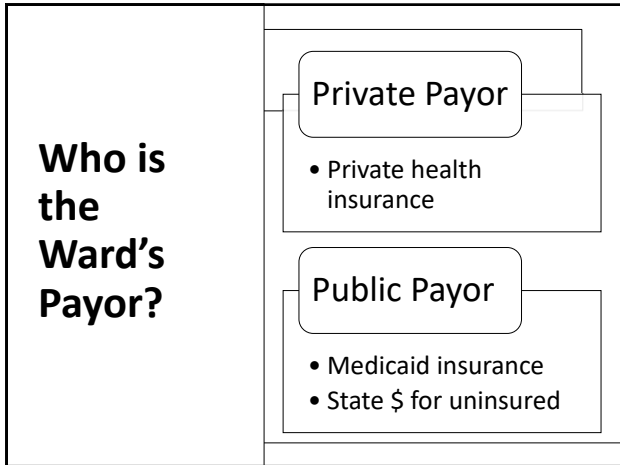 Who is
the
Ward’s
Payor?
Private Payor
• Private health
insurance
Public Payor
• Medicaid insurance
• State $ for uninsured